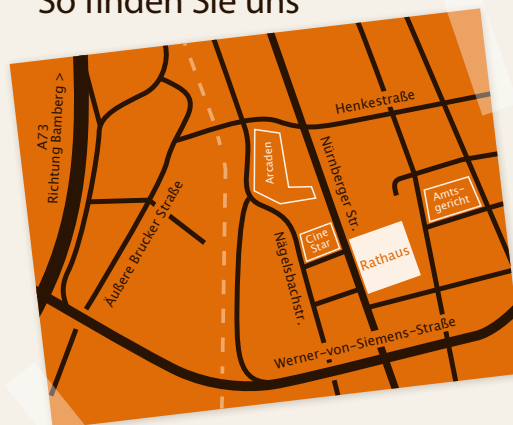 So finden Sie uns
A73
Richtung Bamberg >
Henkestraße
Arcaden
Nürnberger Str.
Amts-
gericht
Äußere Brucker Straße
Cine
Star
Rathaus
Nägelsbachstr.
Werner-von-Siemens-Straße